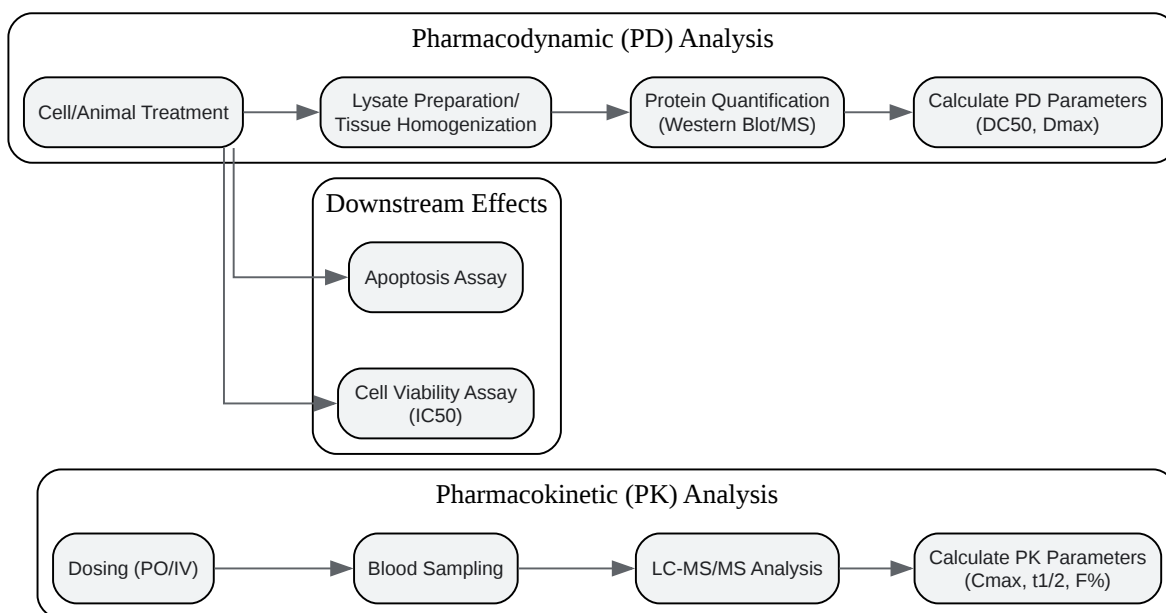 Pharmacodynamic (PD) Analysis
Cell/Animal Treatment
Lysate Preparation/
Tissue Homogenization
Protein Quantification
(Western Blot/MS)
Calculate PD Parameters
(DC50, Dmax)
Downstream Effects
Apoptosis Assay
Cell Viability Assay
(IC50)
Pharmacokinetic (PK) Analysis
Dosing (PO/IV)
Blood Sampling
LC-MS/MS Analysis
Calculate PK Parameters
(Cmax, t1/2, F%)